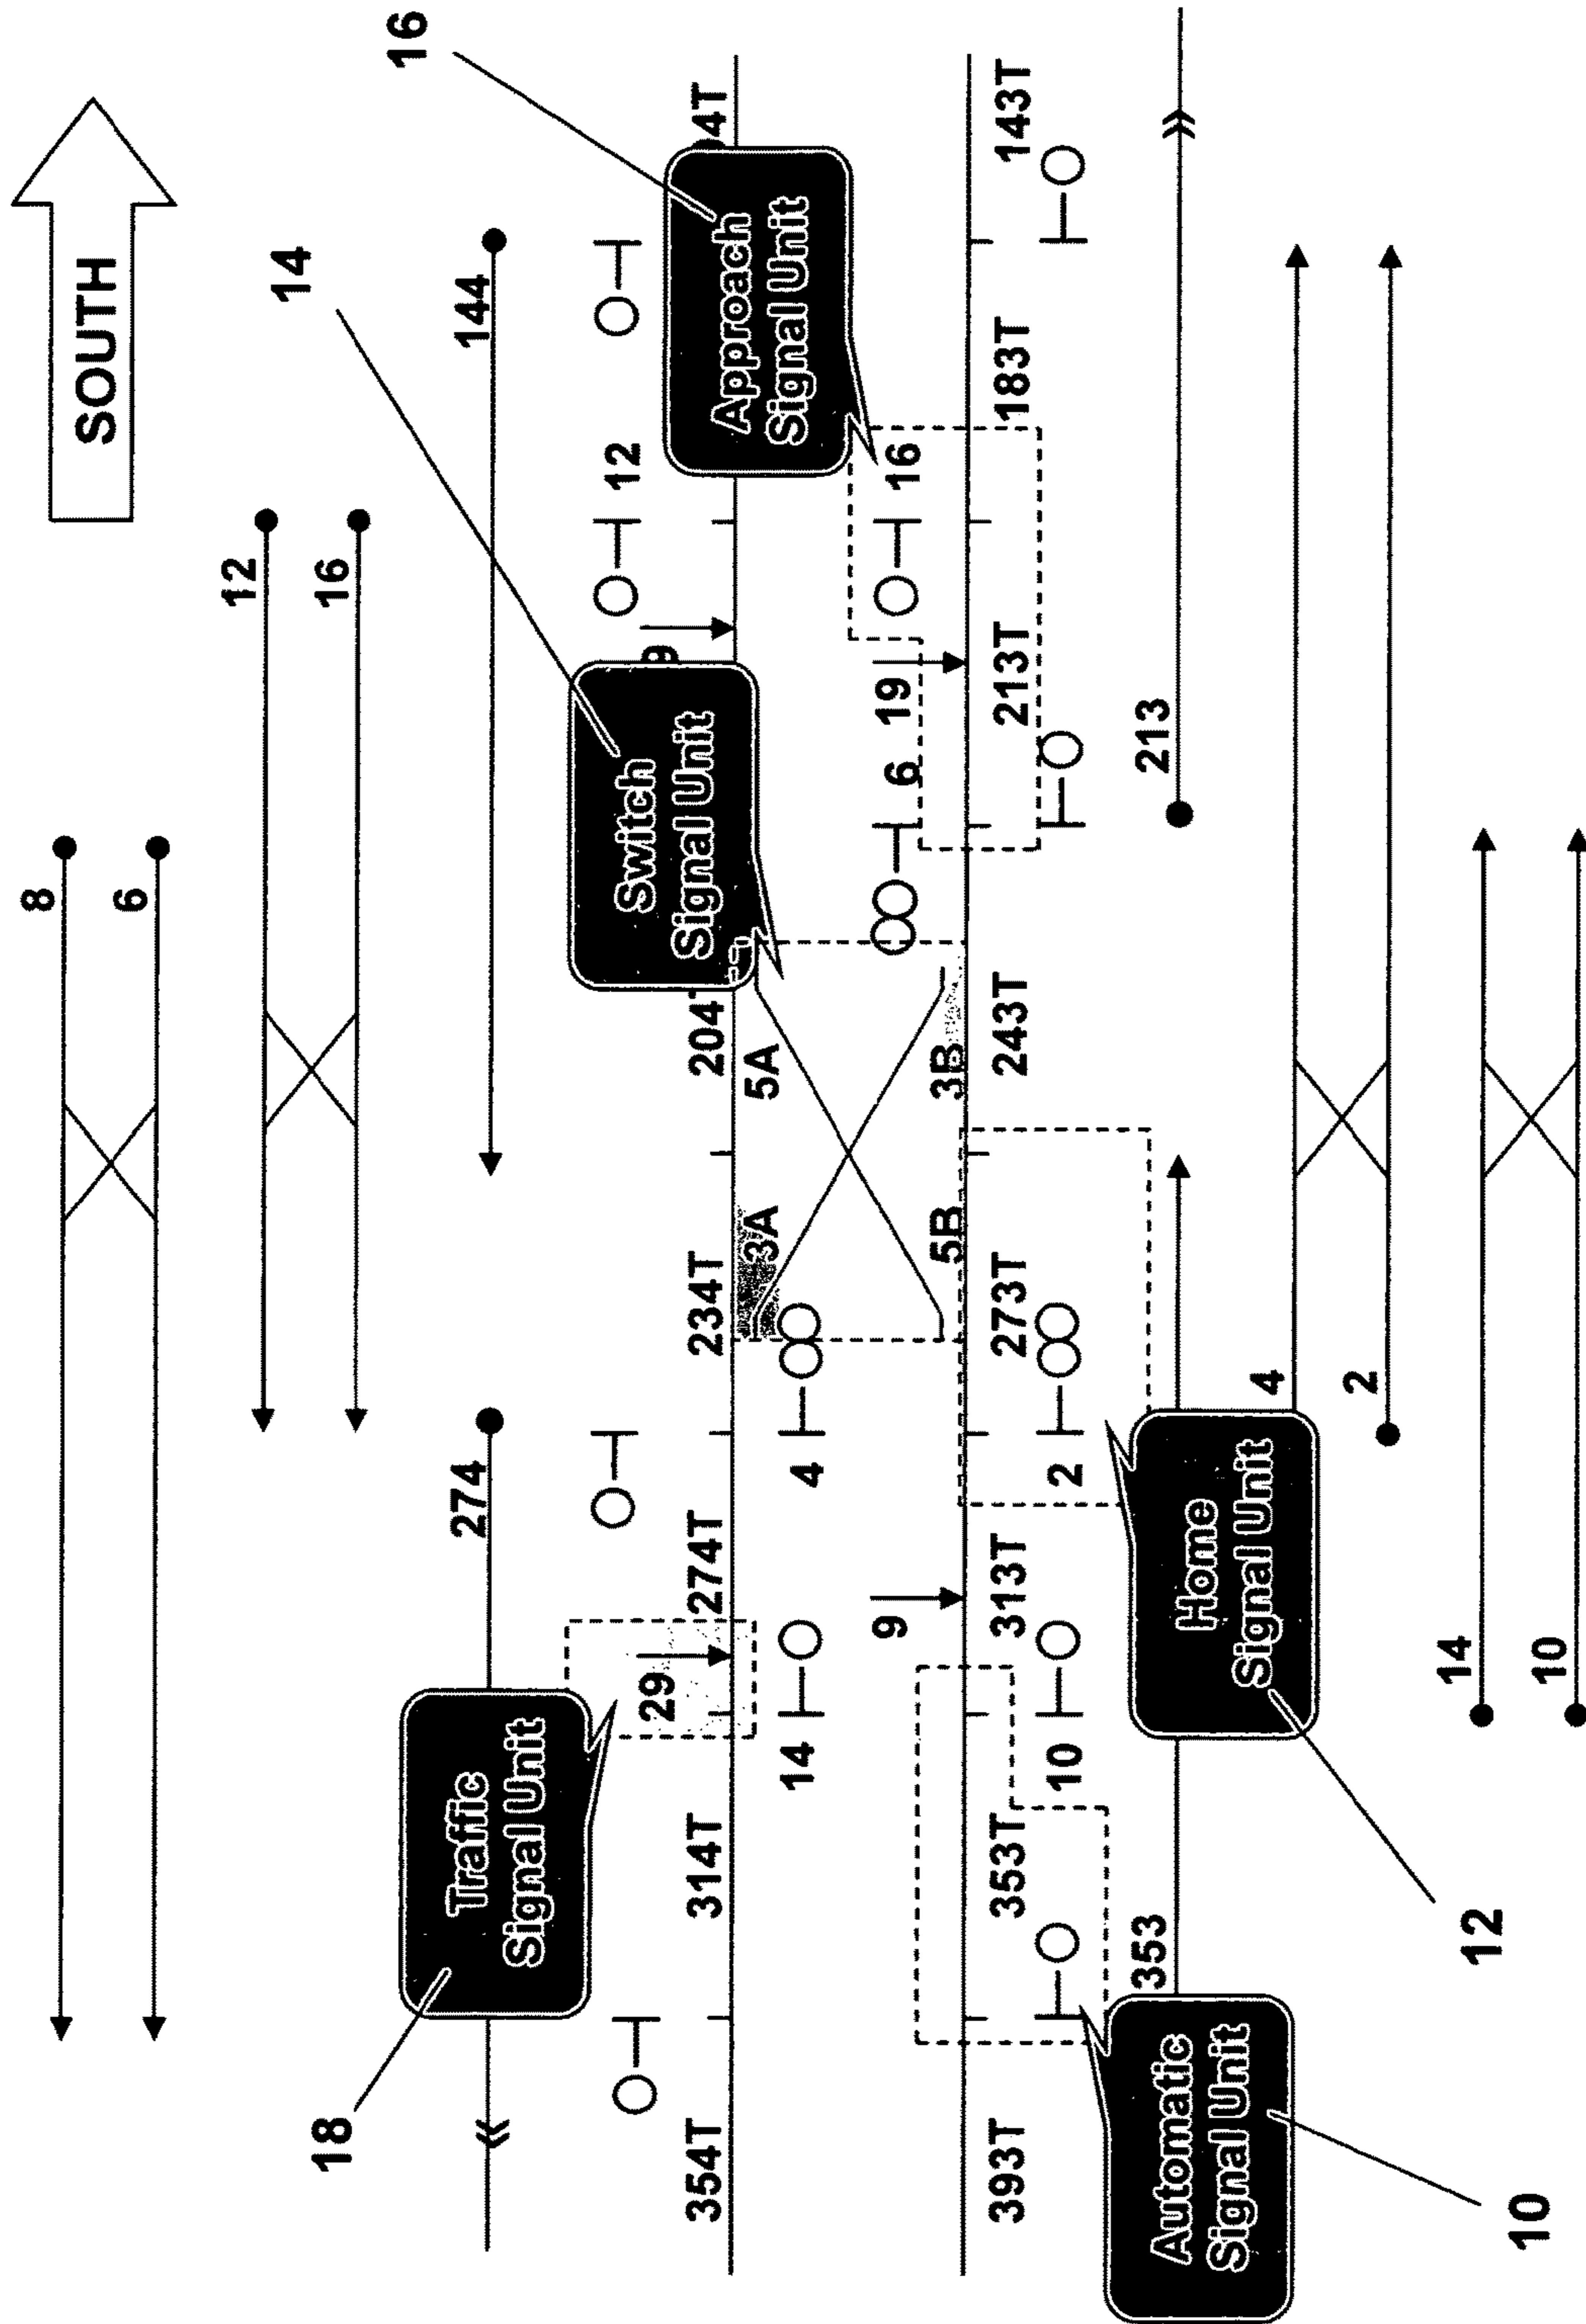 8
SOUTH
6
12
14
16
18
16
274
144
Traffic
Signal Unit
12
Switch
Signal Unit
29
9
354T
314T
274T
234T
204
4T
3A
5A
Approach
Signal Unit
14
4
9
6
19
16
5B
3B
393T
353T
313T
273T
243T
213T
183T
143T
10
2
353
213
Automatic
Signal Unit
Home
Signal Unit
4
2
14
12
10
10